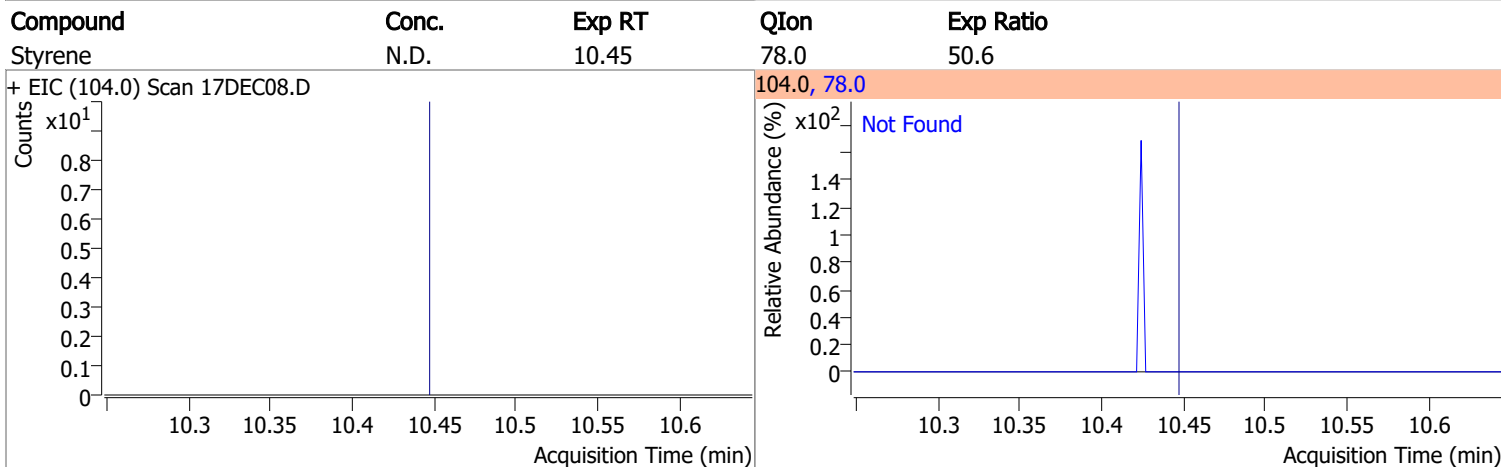 Compound Conc. Exp RT QIon Exp Ratio
Styrene N.D. 10.45 78.0 50.6
+ EIC (104.0) Scan 17DEC08.D
Counts
x10¹
0.8
0.7
0.6
0.5
0.4
0.3
0.2
0.1
0
10.3 10.35 10.4 10.45 10.5 10.55 10.6
Acquisition Time (min)
104.0, 78.0
Relative Abundance (%)
x10²
Not Found
1.4
1.2
1
0.8
0.6
0.4
0.2
0
10.3 10.35 10.4 10.45 10.5 10.55 10.6
Acquisition Time (min)